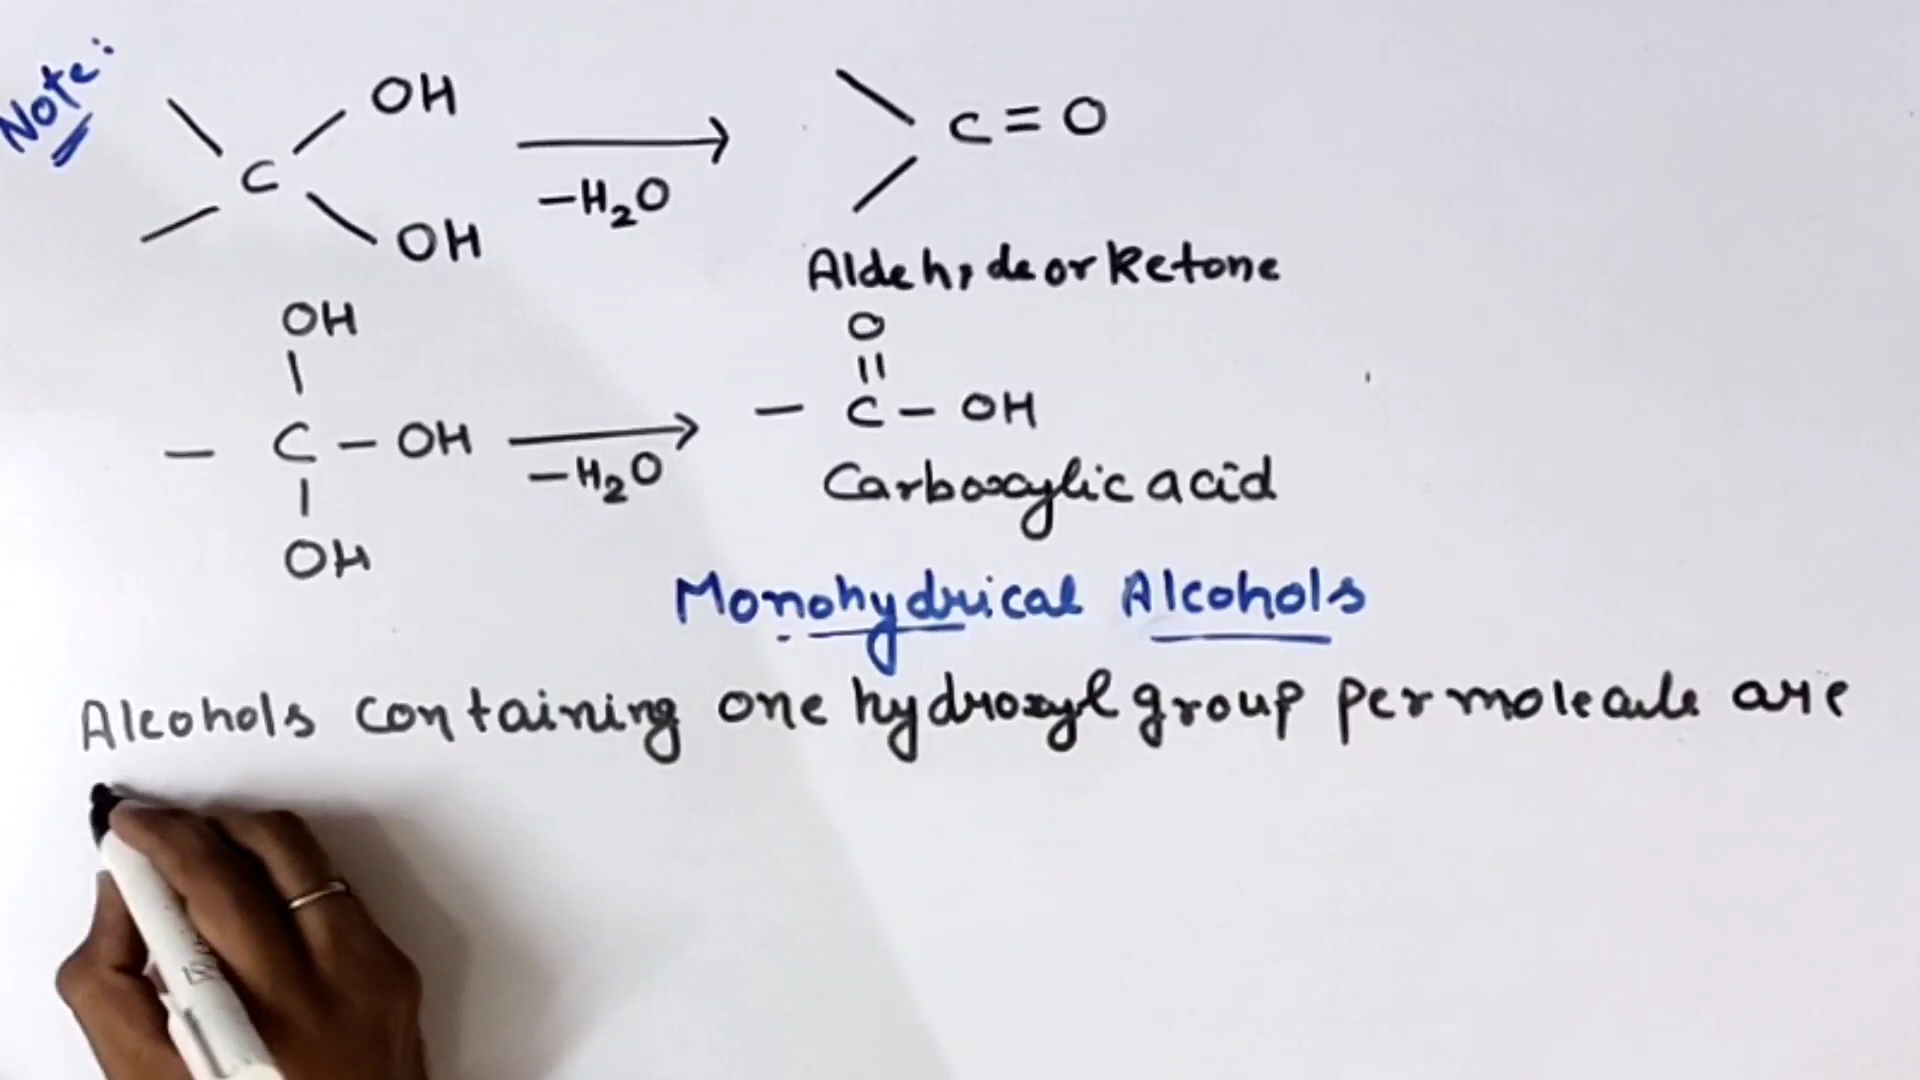 Note:
OH
C
OH
—H₂O
C = O
Aldehyde or Ketone
OH
— C — OH
OH
—H₂O
O
— C — OH
Carboxylic acid
Monohydrical Alcohols
Alcohols containing one hydroxyl group per molecule are